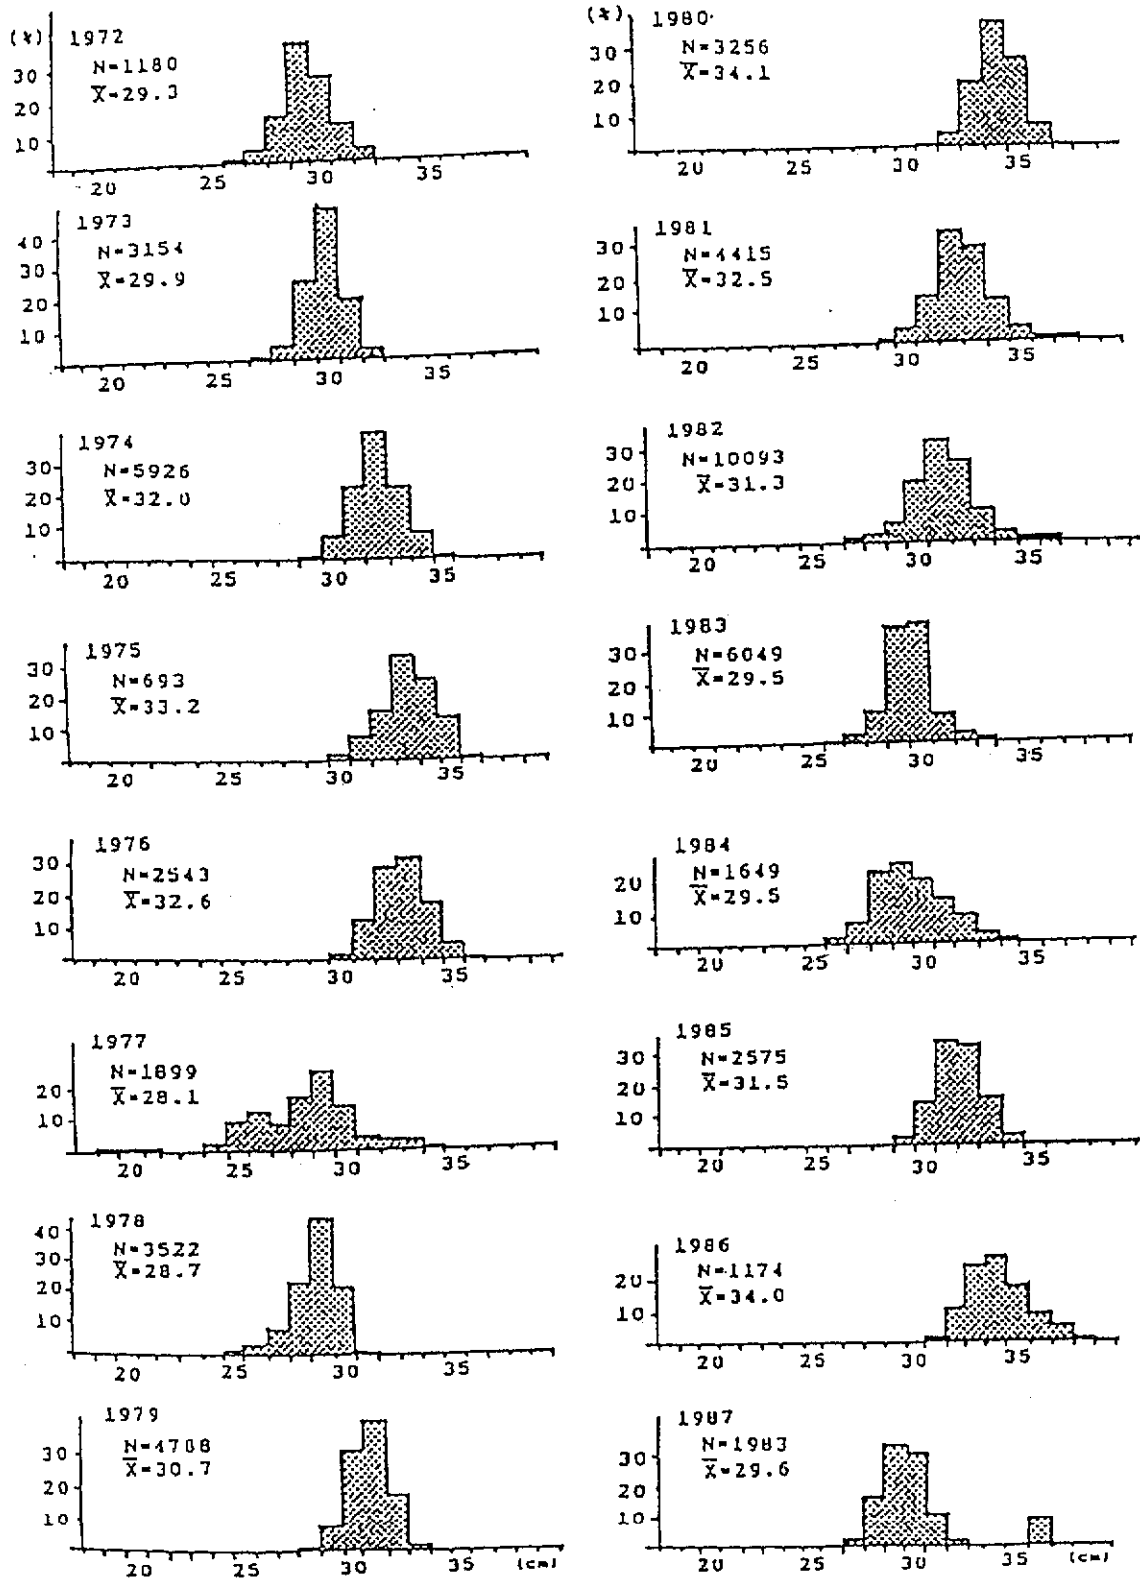 (%)
1972
N=1180
X̄=29.3
30
20
10
20 25 30 35
1973
N=3154
X̄=29.9
40
30
20
10
20 25 30 35
1974
N=5926
X̄=32.0
30
20
10
20 25 30 35
1975
N=693
X̄=33.2
30
20
10
20 25 30 35
1976
N=2543
X̄=32.6
30
20
10
20 25 30 35
1977
N=1899
X̄=28.1
20
10
20 25 30 35
1978
N=3522
X̄=28.7
40
30
20
10
20 25 30 35
1979
N=4788
X̄=30.7
30
20
10
20 25 30 35 (cm)
(%)
1980
N=3256
X̄=34.1
30
20
10
20 25 30 35
1981
N=4415
X̄=32.5
30
20
10
20 25 30 35
1982
N=10093
X̄=31.3
30
20
10
20 25 30 35
1983
N=6049
X̄=29.5
30
20
10
20 25 30 35
1984
N=1649
X̄=29.5
20
10
20 25 30 35
1985
N=2575
X̄=31.5
30
20
10
20 25 30 35
1986
N=1174
X̄=34.0
20
10
20 25 30 35
1987
N=1983
X̄=29.6
30
20
10
20 25 30 35 (cm)